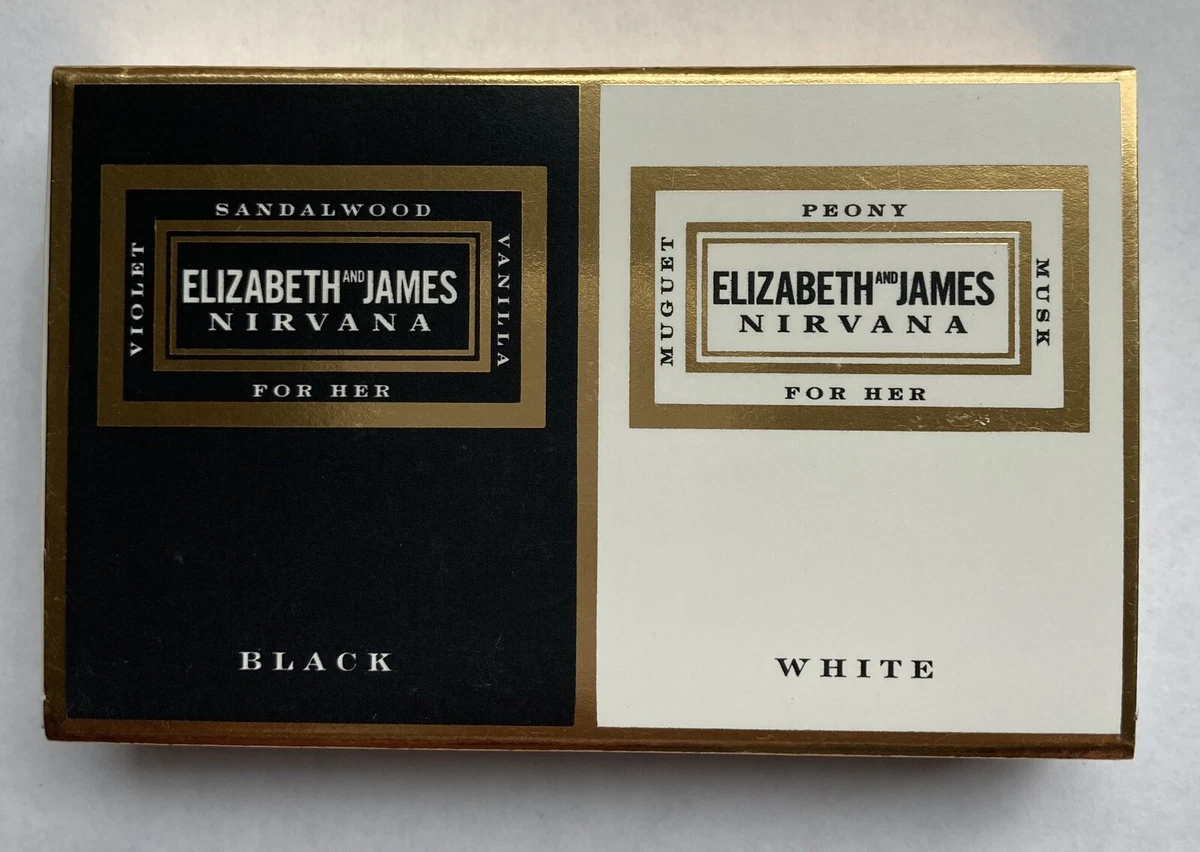 SANDALWOOD
VIOLET
ELIZABETH AND JAMES
NIRVANA
VANILLA
FOR HER
BLACK
PEONY
MUGUET
ELIZABETH AND JAMES
NIRVANA
MUSK
FOR HER
WHITE